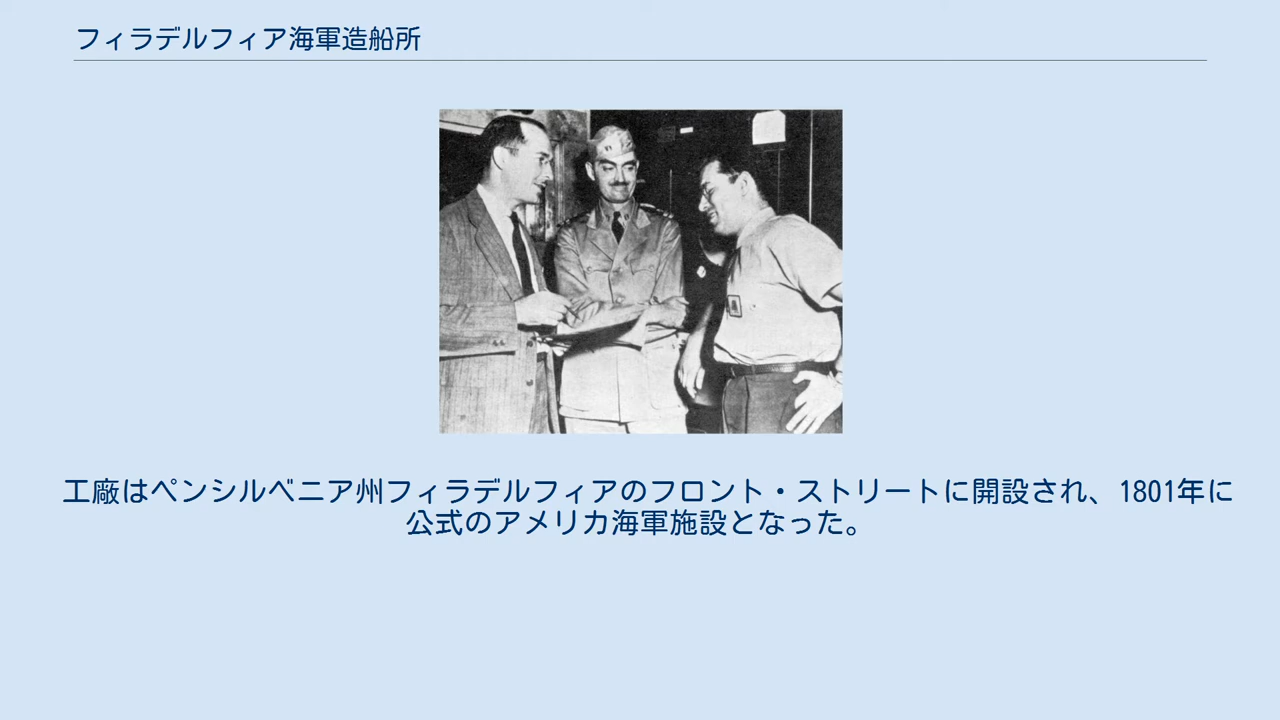 フィラデルフィア海軍造船所
工廠はペンシルベニア州フィラデルフィアのフロント・ストリートに開設され、1801年に
公式のアメリカ海軍施設となった。